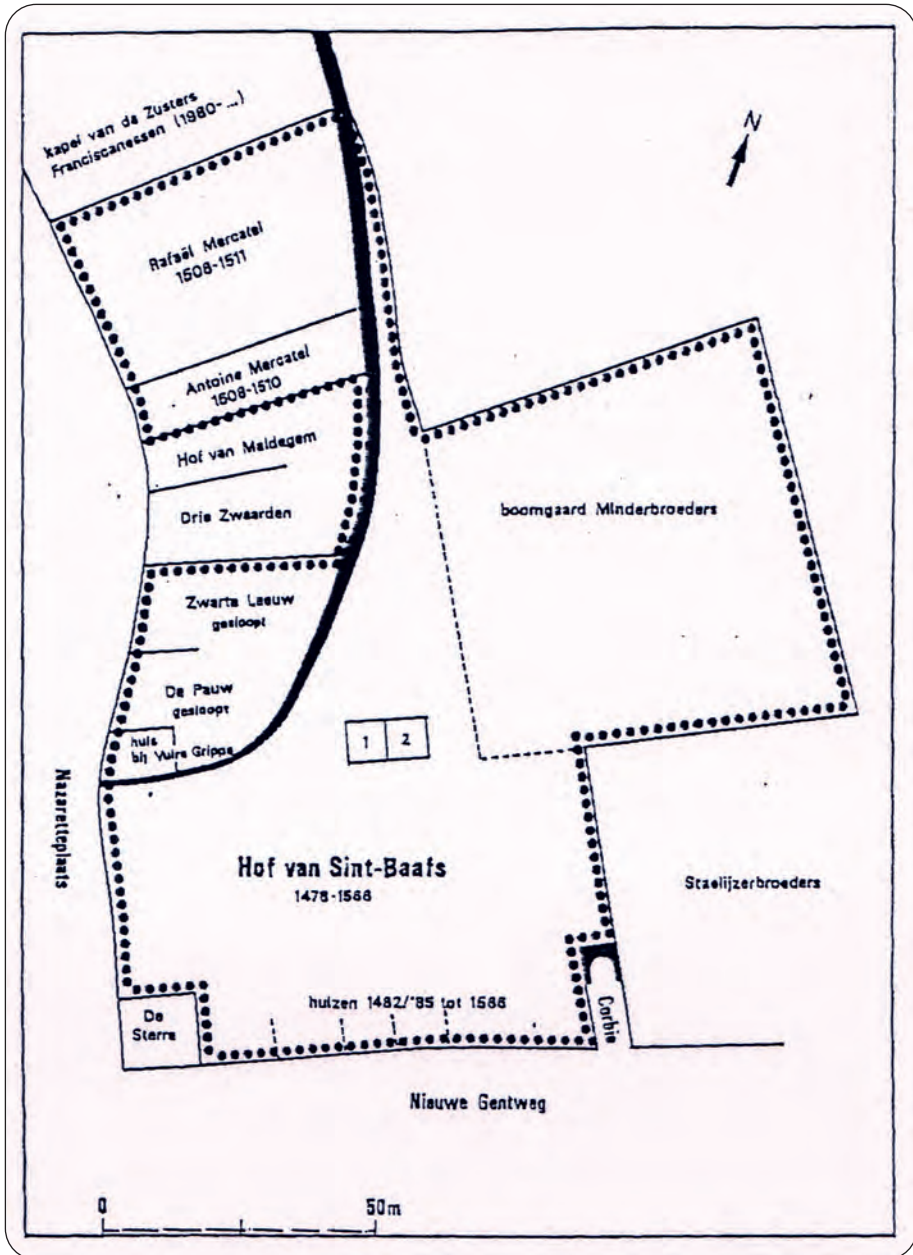 kapel van de Zusters
Franciscanessen (1980-...)
N
Rafaël Mercatel
1508-1511
Antoine Mercatel
1508-1510
Hof van Maldegem
Drie Zwaarden
boomgaard Minderbroeders
Zwarte Leeuw
gesloopt
De Pauw
gesloopt
huis
bij Vuire Grippe
1
2
Nazaretteplaats
Hof van Sint-Baafs
1478-1566
Staelijzerbroeders
huizen 1482/'85 tot 1566
De
Sterre
Corbie
Nieuwe Gentweg
0
50m